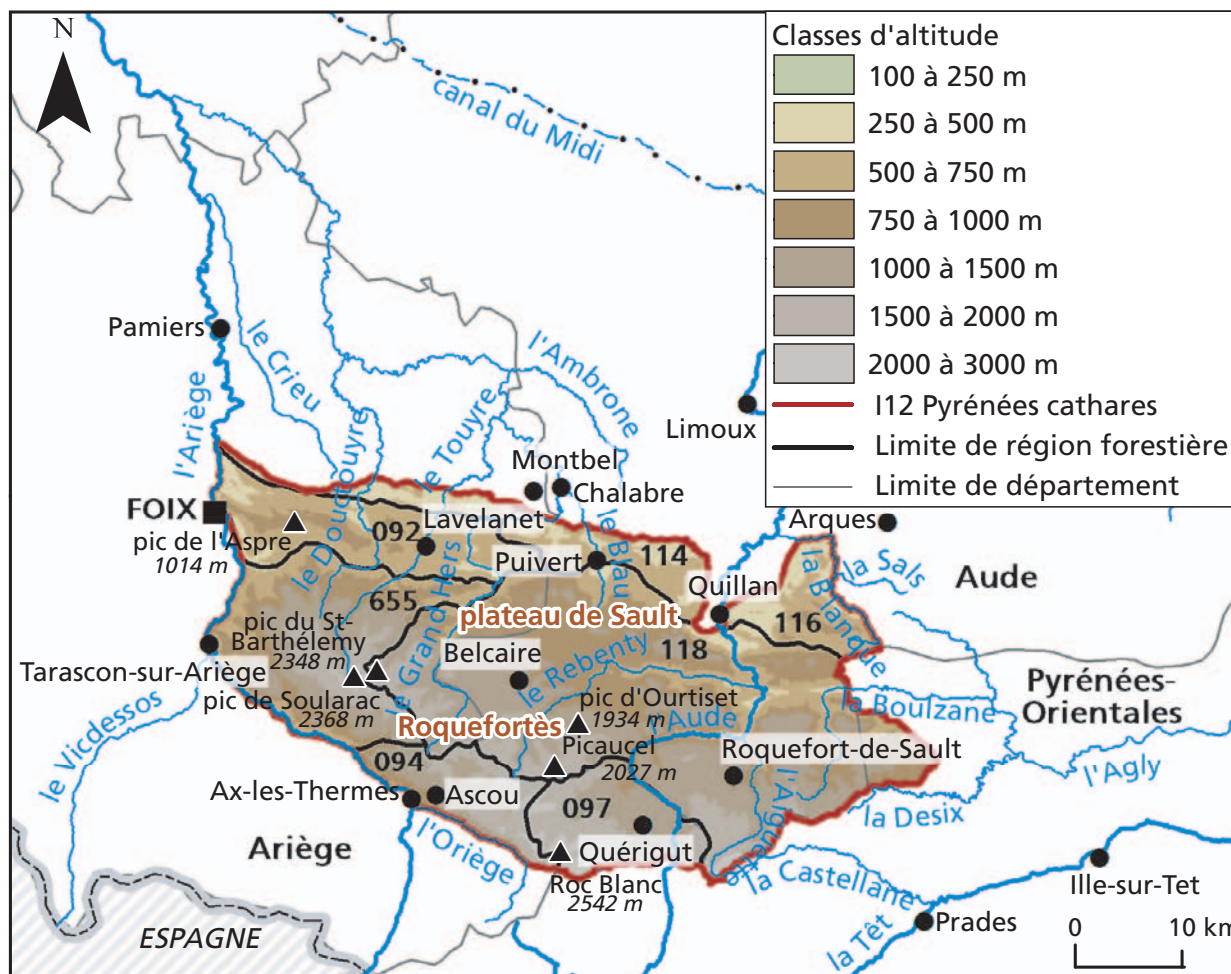 N
canal du Midi
Classes d'altitude
100 à 250 m
250 à 500 m
500 à 750 m
750 à 1000 m
1000 à 1500 m
1500 à 2000 m
2000 à 3000 m
I12 Pyrénées cathares
Limite de région forestière
Limite de département
Pamiers
l'Ariège
le Crieu
le Douctouyre
le Touyre
l'Ambrone
Limoux
Montbel
Chalabre
FOIX
pic de l'Aspre
1014 m
092
Lavelanet
le Grand Hers
Puivert
le Blau
114
Quillan
Arques
la Sals
la Blanque
Aude
116
655
plateau de Sault
118
pic du St-
Barthélemy
2348 m
Tarascon-sur-Ariège
pic de Soularac
2368 m
Belcaire
le Rebenty
pic d'Ourtiset
1934 m
l'Aude
la Boulzane
Pyrénées-
Orientales
Roquefortès
Picaucel
2027 m
Roquefort-de-Sault
l'Agly
le Vicdessos
094
Ax-les-Thermes
Ascou
097
l'Aiguette
la Desix
Ariège
l'Oriège
Quérigut
Roc Blanc
2542 m
la Castellane
Ille-sur-Tet
la Têt
Prades
ESPAGNE
0 10 km